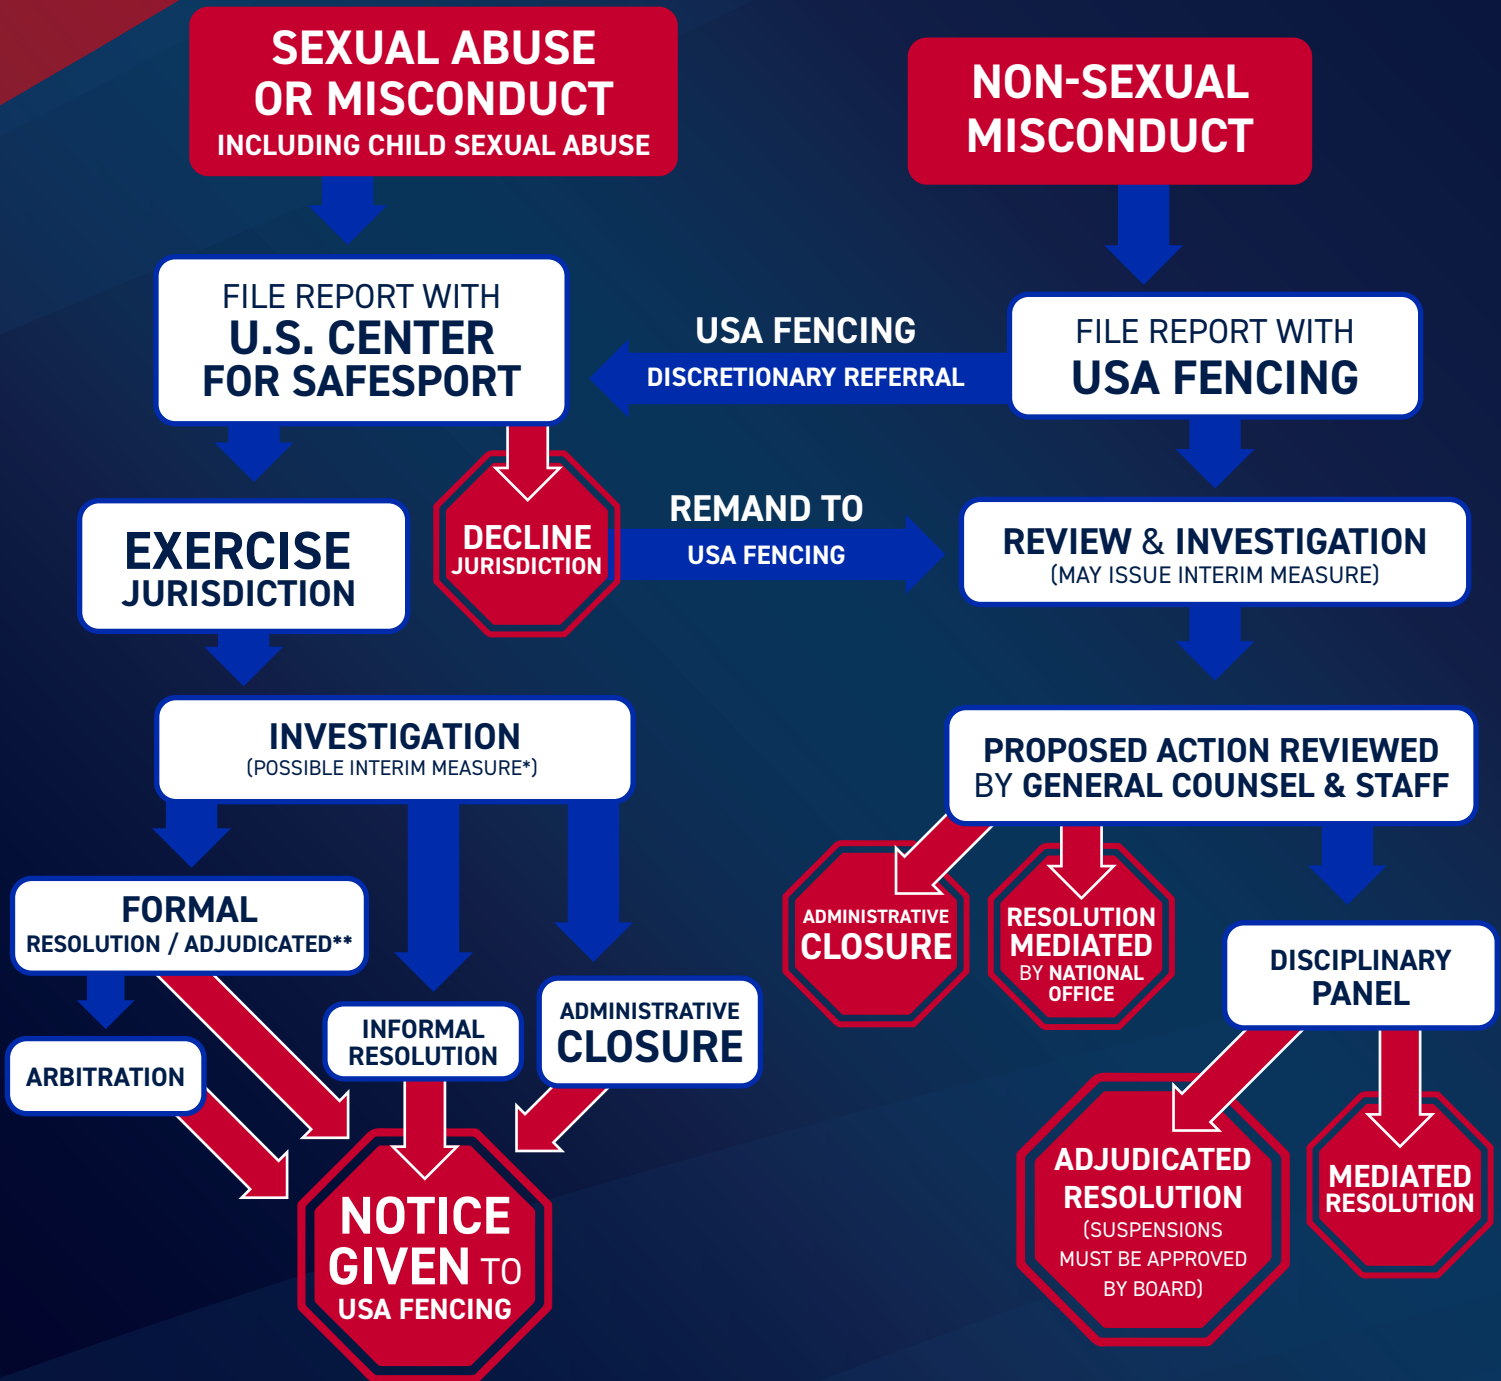 SEXUAL ABUSE
OR MISCONDUCT
INCLUDING CHILD SEXUAL ABUSE
NON-SEXUAL
MISCONDUCT
FILE REPORT WITH
U.S. CENTER
FOR SAFESPORT
USA FENCING
DISCRETIONARY REFERRAL
FILE REPORT WITH
USA FENCING
EXERCISE
JURISDICTION
DECLINE
JURISDICTION
REMAND TO
USA FENCING
REVIEW & INVESTIGATION
(MAY ISSUE INTERIM MEASURE)
INVESTIGATION
(POSSIBLE INTERIM MEASURE*)
PROPOSED ACTION REVIEWED
BY GENERAL COUNSEL & STAFF
FORMAL
RESOLUTION / ADJUDICATED**
ARBITRATION
INFORMAL
RESOLUTION
ADMINISTRATIVE
CLOSURE
NOTICE
GIVEN TO
USA FENCING
ADMINISTRATIVE
CLOSURE
RESOLUTION
MEDIATED
BY NATIONAL
OFFICE
DISCIPLINARY
PANEL
ADJUDICATED
RESOLUTION
(SUSPENSIONS
MUST BE APPROVED
BY BOARD)
MEDIATED
RESOLUTION